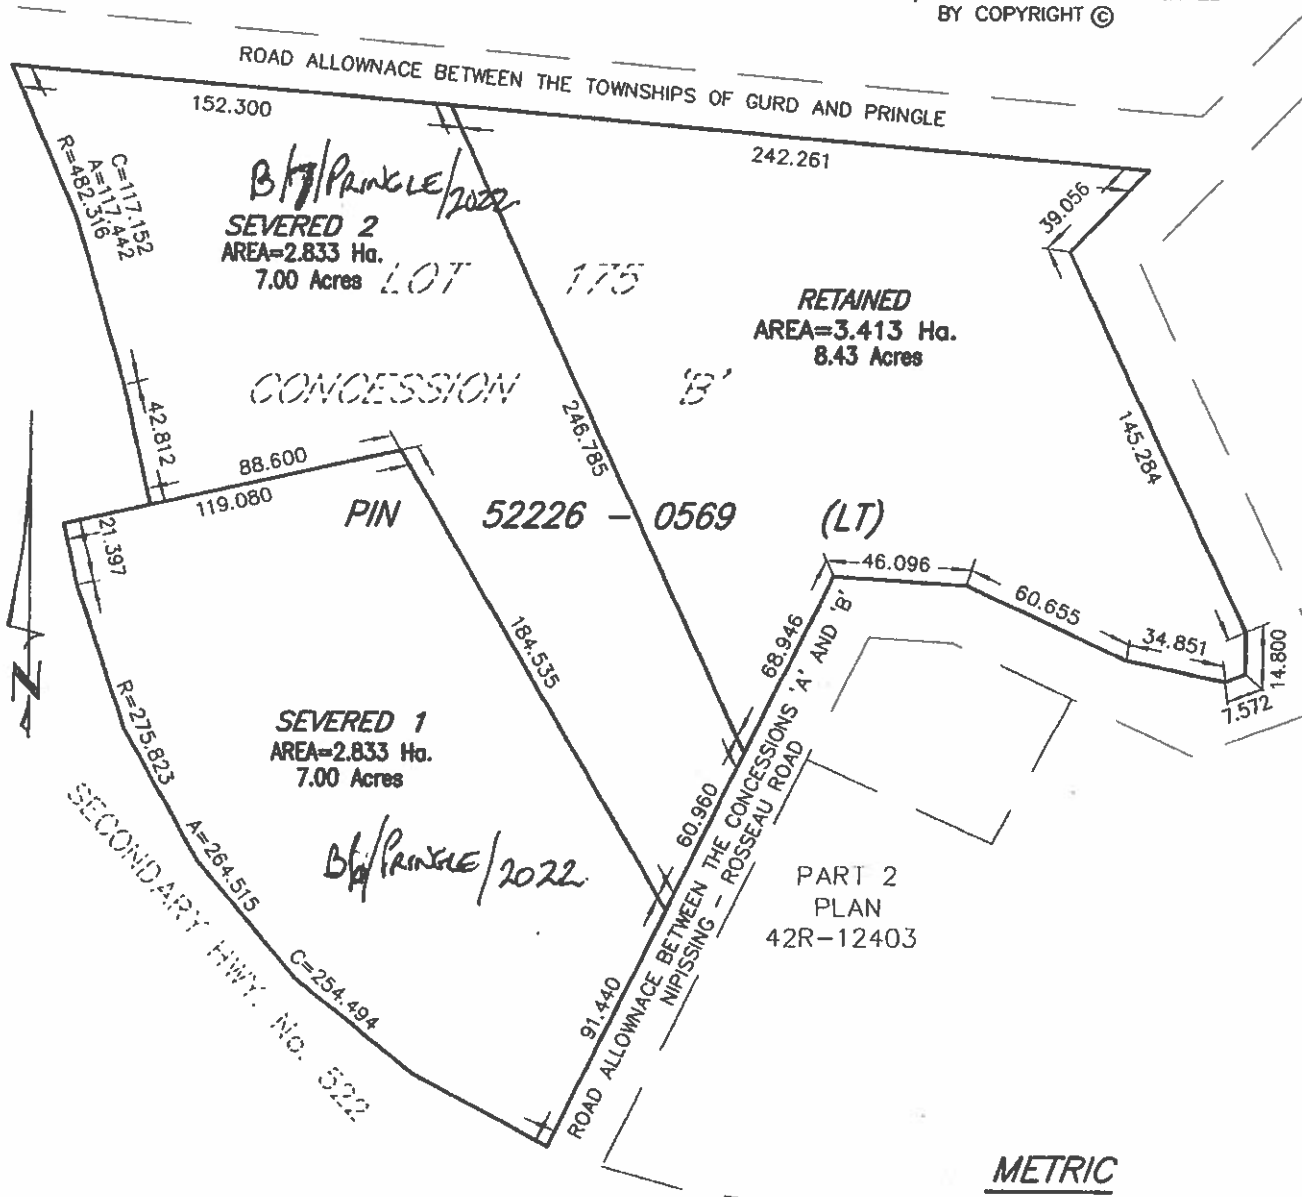 BY COPYRIGHT ©
ROAD ALLOWNACE BETWEEN THE TOWNSHIPS OF GURD AND PRINGLE
152.300
242.261
39.056
C=117.152
A=117.442
R=482.316
B/ /PRINGLE/2022
SEVERED 2
AREA=2.833 Ha.
7.00 Acres
LOT 175
RETAINED
AREA=3.413 Ha.
8.43 Acres
CONCESSION 'B'
42.812
246.785
145.284
88.600
119.080
21.397
PIN 52226 - 0569 (LT)
46.096
60.655
34.851
14.800
7.572
68.946
184.535
N
SEVERED 1
AREA=2.833 Ha.
7.00 Acres
R=275.823
A=264.515
C=254.494
B/ /PRINGLE/2022
60.960
91.440
SECONDARY HWY. No. 522
ROAD ALLOWNACE BETWEEN THE CONCESSIONS 'A' AND 'B'
NIPISSING - ROSSEAU ROAD
PART 2
PLAN
42R-12403
METRIC